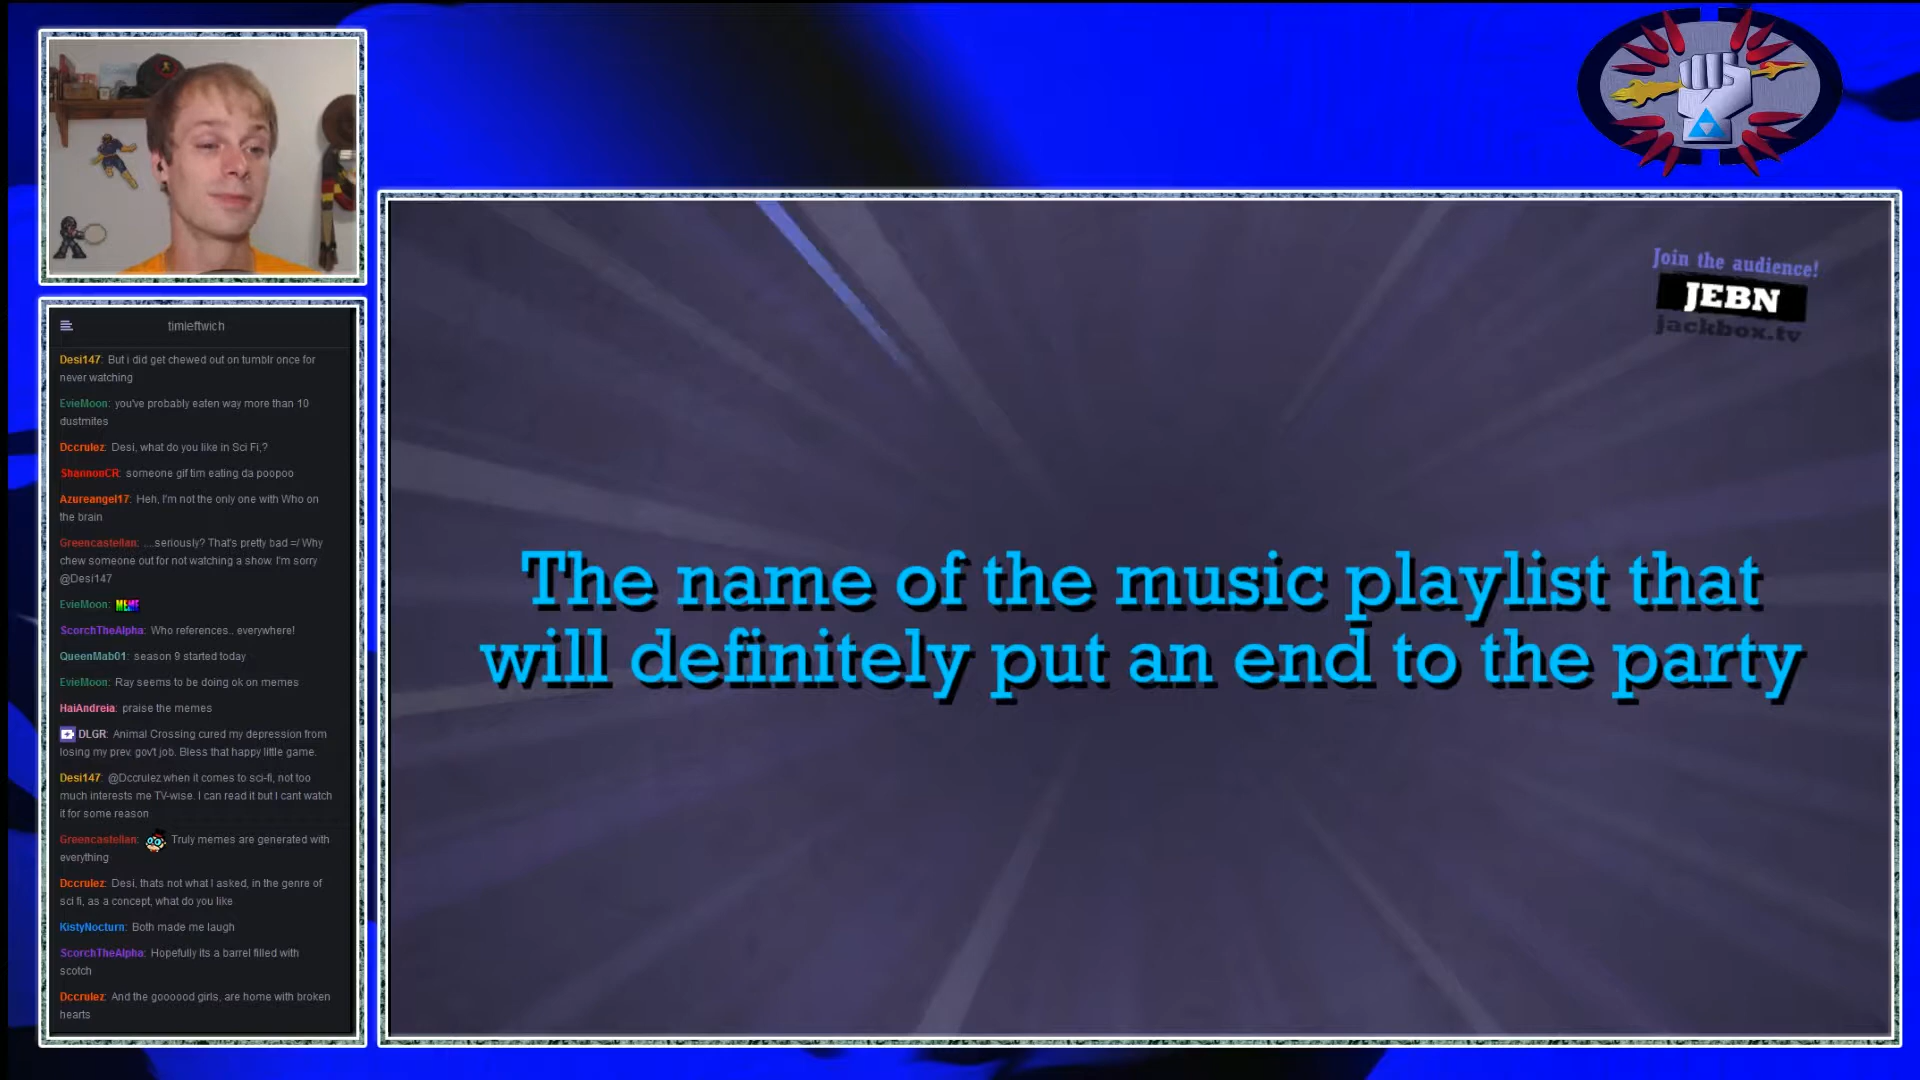 timleftwich
Desi147: But i did get chewed out on tumblr once for
never watching
EvieMoon: you've probably eaten way more than 10
dustmites
Dccrulez: Desi, what do you like in Sci Fi,?
ShannonCR: someone gif tim eating da poopoo
Azureangel17: Heh, I'm not the only one with Who on
the brain
Greencastellan: ....seriously? That's pretty bad =/ Why
chew someone out for not watching a show. I'm sorry
@Desi147
EvieMoon: MEME
ScorchTheAlpha: Who references.. everywhere!
QueenMab01: season 9 started today
EvieMoon: Ray seems to be doing ok on memes
HaiAndreia: praise the memes
DLGR: Animal Crossing cured my depression from
losing my prev. gov't job. Bless that happy little game.
Desi147: @Dccrulez when it comes to sci-fi, not too
much interests me TV-wise. I can read it but I cant watch
it for some reason
Greencastellan: Truly memes are generated with
everything
Dccrulez: Desi, thats not what I asked, in the genre of
sci fi, as a concept, what do you like
KistyNocturn: Both made me laugh
ScorchTheAlpha: Hopefully its a barrel filled with
scotch
Dccrulez: And the goooood girls, are home with broken
hearts
Join the audience!
JEBN
jackbox.tv
The name of the music playlist that
will definitely put an end to the party